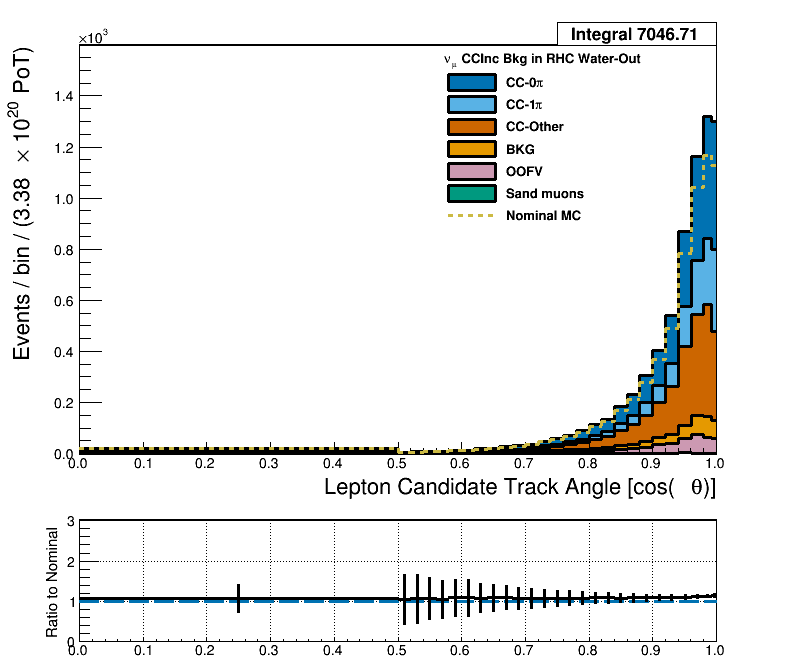 Integral 7046.71
×10³
ν_μ CCInc Bkg in RHC Water-Out
CC-0π
CC-1π
CC-Other
BKG
OOFV
Sand muons
Nominal MC
Events / bin / (3.38 × 10²⁰ PoT)
1.4
1.2
1.0
0.8
0.6
0.4
0.2
0.0
0.0 0.1 0.2 0.3 0.4 0.5 0.6 0.7 0.8 0.9 1.0
Lepton Candidate Track Angle [cos( θ)]
Ratio to Nominal
3
2
1
0
0.0 0.1 0.2 0.3 0.4 0.5 0.6 0.7 0.8 0.9 1.0